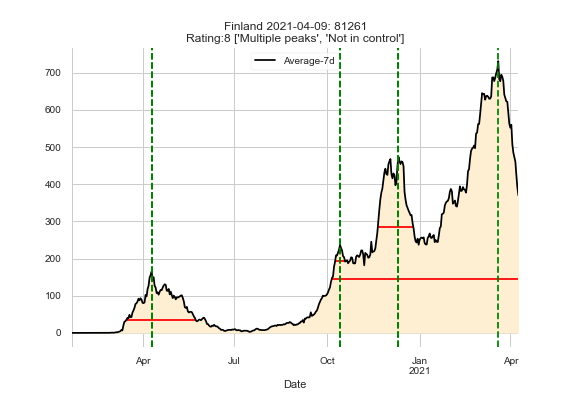 Finland 2021-04-09: 81261
Rating:8 ['Multiple peaks', 'Not in control']
Average-7d
700
600
500
400
300
200
100
0
Apr
Jul
Oct
Jan
2021
Apr
Date